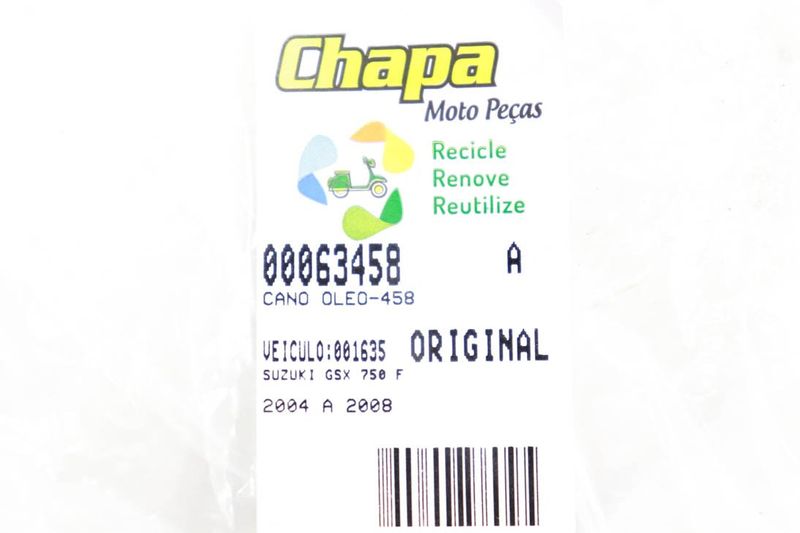 Chapa
Moto Peças
Recicle
Renove
Reutilize
00063458 A
CANO OLEO-458
VEICULO:001635 ORIGINAL
SUZUKI GSX 750 F
2004 A 2008